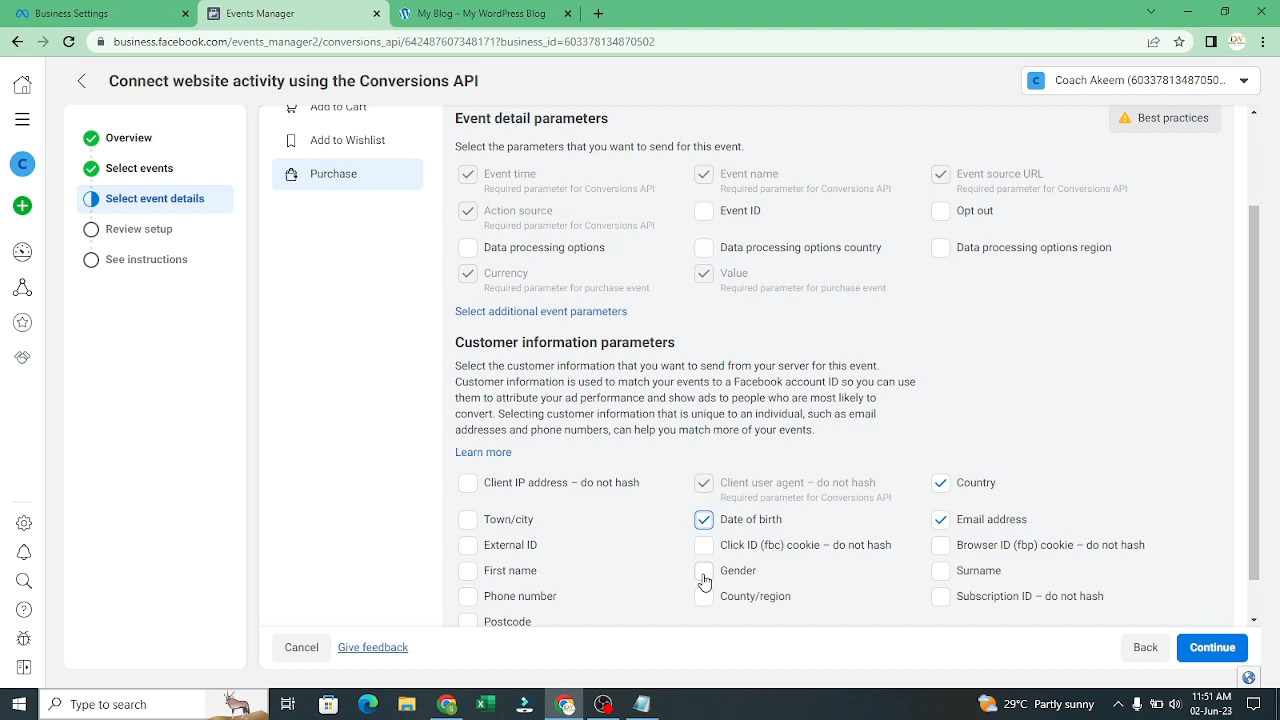 Business Settings
Events Manager
My Blog – My WordPress Blog
business.facebook.com/events_manager2/conversions_api/642487607348171?business_id=603378134870502
Connect website activity using the Conversions API
C
Coach Akeem (60337813487050...
C
Overview
Select events
Select event details
Review setup
See instructions
Add to Cart
Add to Wishlist
Purchase
Event detail parameters
Best practices
Select the parameters that you want to send for this event.
Event time
Required parameter for Conversions API
Event name
Required parameter for Conversions API
Event source URL
Required parameter for Conversions API
Action source
Required parameter for Conversions API
Event ID
Opt out
Data processing options
Data processing options country
Data processing options region
Currency
Required parameter for purchase event
Value
Required parameter for purchase event
Select additional event parameters
Customer information parameters
Select the customer information that you want to send from your server for this event.
Customer information is used to match your events to a Facebook account ID so you can use
them to attribute your ad performance and show ads to people who are most likely to
convert. Selecting customer information that is unique to an individual, such as email
addresses and phone numbers, can help you match more of your events.
Learn more
Client IP address – do not hash
Client user agent – do not hash
Required parameter for Conversions API
Country
Town/city
Date of birth
Email address
External ID
Click ID (fbc) cookie – do not hash
Browser ID (fbp) cookie – do not hash
First name
Gender
Surname
Phone number
County/region
Subscription ID – do not hash
Postcode
Cancel
Give feedback
Back
Continue
Type to search
29°C Partly sunny
11:51 AM
02-Jun-23